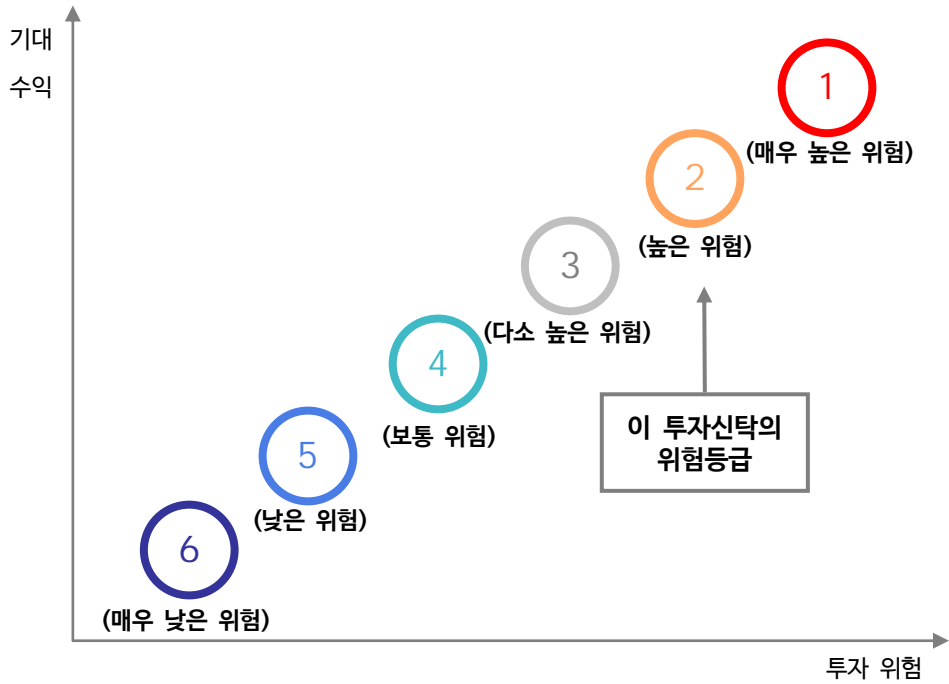 기대
수익
1
(매우 높은 위험)
2
(높은 위험)
3
(다소 높은 위험)
4
(보통 위험)
이 투자신탁의
위험등급
5
(낮은 위험)
6
(매우 낮은 위험)
투자 위험